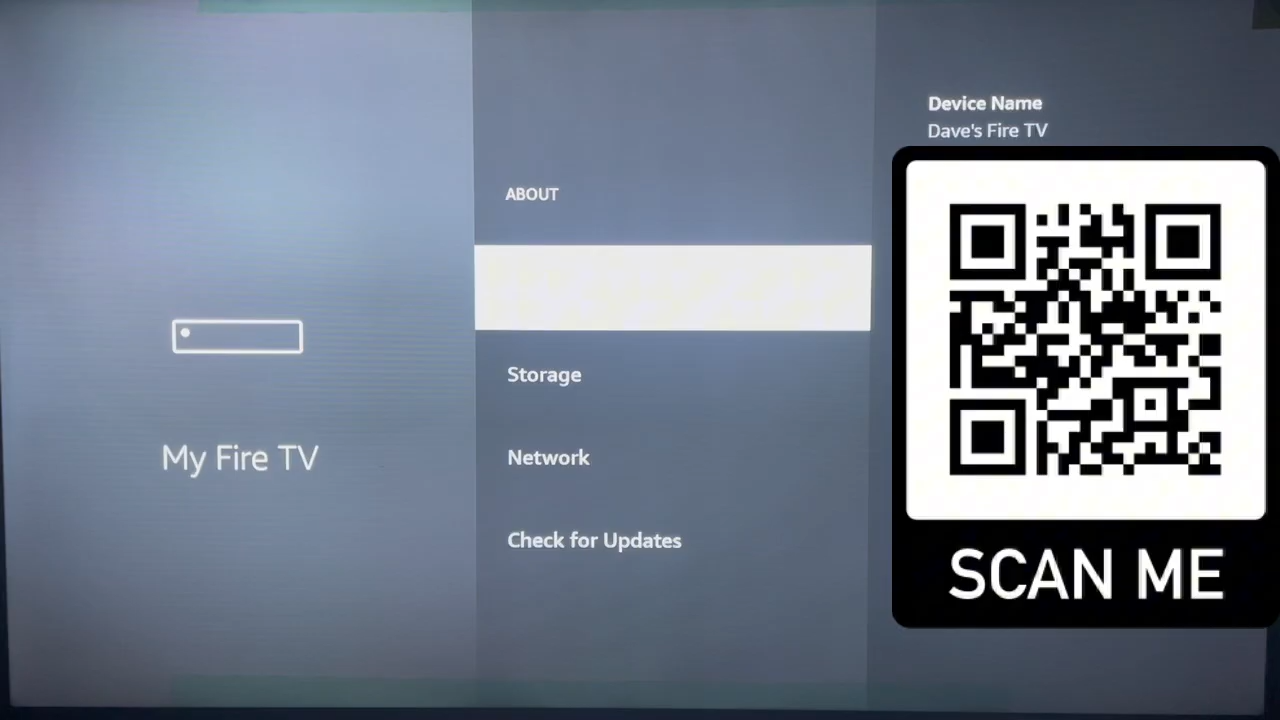 My Fire TV
ABOUT
Storage
Network
Check for Updates
Device Name
Dave's Fire TV
SCAN ME